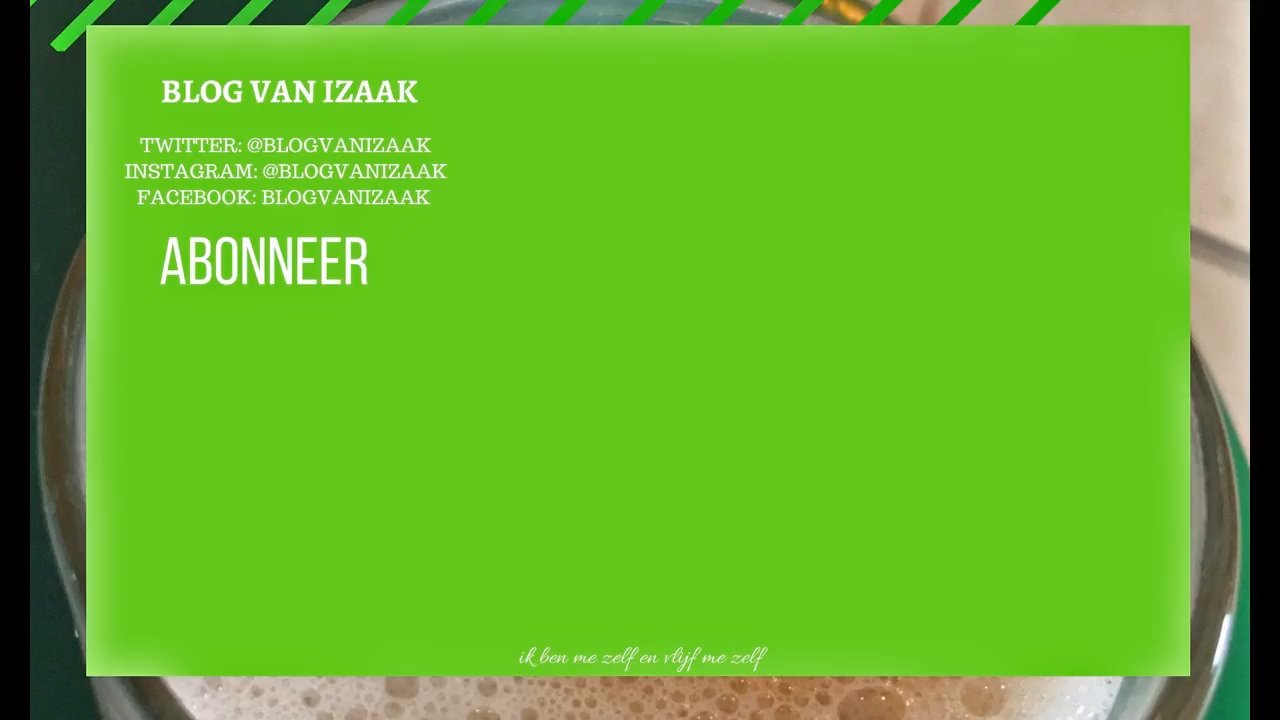 BLOG VAN IZAAK
TWITTER: @BLOGVANIZAAK
INSTAGRAM: @BLOGVANIZAAK
FACEBOOK: BLOGVANIZAAK
ABONNEER
ik ben me zelf en vlijf me zelf